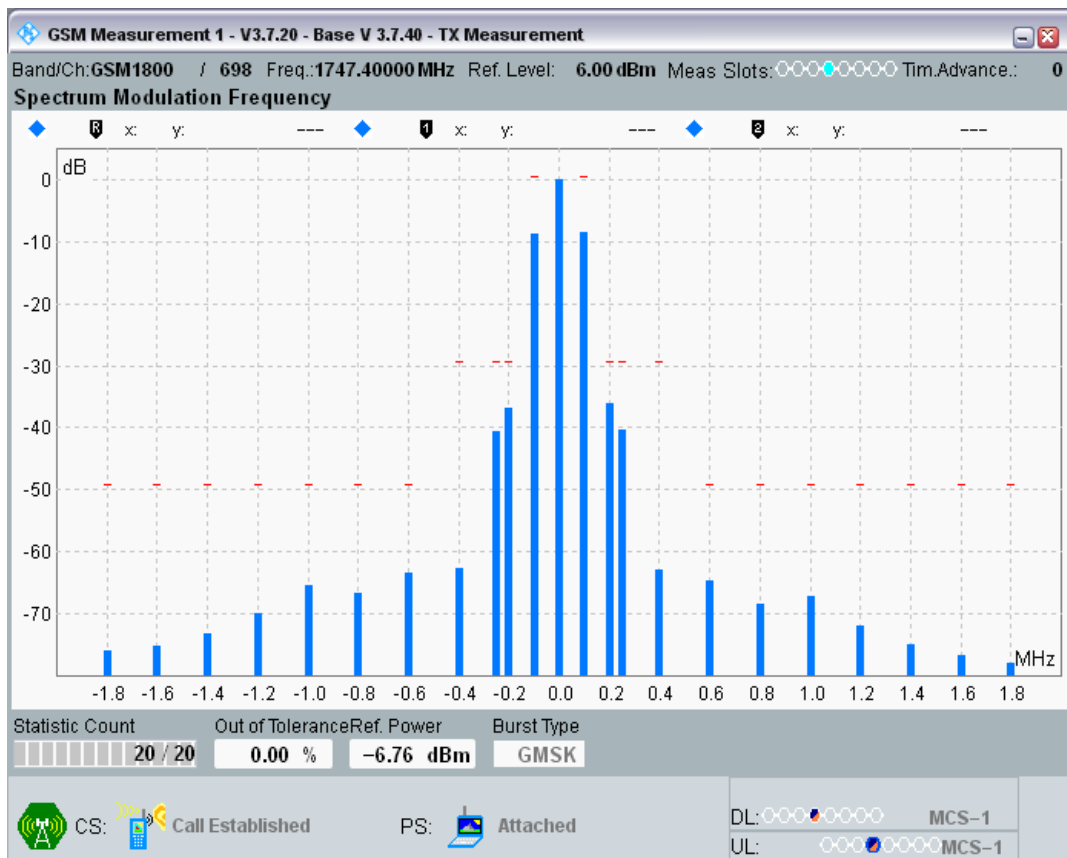 GSM Measurement 1 - V3.7.20 - Base V 3.7.40 - TX Measurement
Band/Ch:GSM1800 / 698 Freq.:1747.40000 MHz Ref. Level: 6.00 dBm Meas Slots: Tim.Advance.: 0
Spectrum Modulation Frequency
R x: y: --- 1 x: y: --- 2 x: y: ---
dB
0
-10
-20
-30
-40
-50
-60
-70
MHz
-1.8 -1.6 -1.4 -1.2 -1.0 -0.8 -0.6 -0.4 -0.2 0.0 0.2 0.4 0.6 0.8 1.0 1.2 1.4 1.6 1.8
Statistic Count Out of Tolerance Ref. Power Burst Type
20 / 20 0.00 % −6.76 dBm GMSK
CS: Call Established PS: Attached
DL: MCS−1
UL: MCS−1